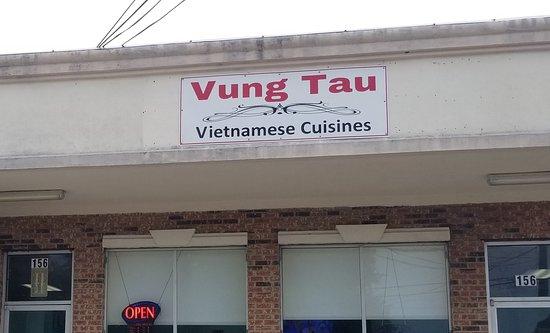 Vung Tau
Vietnamese Cuisines
156
156
OPEN